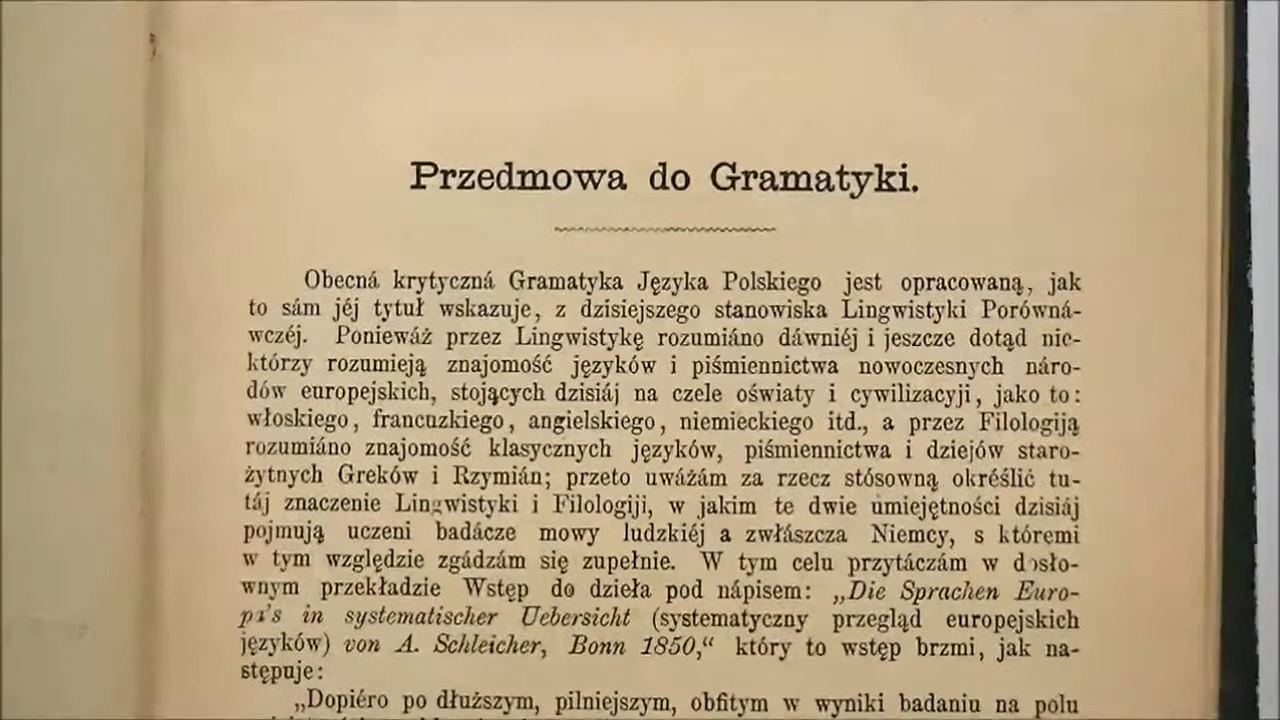 Przedmowa do Gramatyki.
Obecná krytyczná Gramatyka Języka Polskiego jest opracowaną, jak
to sám jéj tytuł wskazuje, z dzisiejszego stanowiska Lingwistyki Porówná-
wczéj. Poniewáż przez Lingwistykę rozumiáno dáwniéj i jeszcze dotąd nie-
którzy rozumieją znajomość języków i piśmiennictwa nowoczesnych náro-
dów europejskich, stojących dzisiáj na czele oświaty i cywilizacyji, jako to:
włoskiego, francuzkiego, angielskiego, niemieckiego itd., a przez Filologiją
rozumiáno znajomość klasycznych języków, piśmiennictwa i dziejów staro-
żytnych Greków i Rzymián; przeto uwáżám za rzecz stósowną określić tu-
táj znaczenie Lingwistyki i Filologiji, w jakim te dwie umiejętności dzisiáj
pojmują uczeni badácze mowy ludzkiéj a zwłászcza Niemcy, s któremi
w tym względzie zgádzám się zupełnie. W tym celu przytáczám w dosło-
wnym przekładzie Wstęp do dzieła pod nápisem: „Die Sprachen Euro-
pa's in systematischer Uebersicht (systematyczny przegląd europejskich
języków) von A. Schleicher, Bonn 1850,“ który to wstęp brzmi, jak na-
stępuje:
„Dopiéro po dłuższym, pilniejszym, obfitym w wyniki badaniu na polu